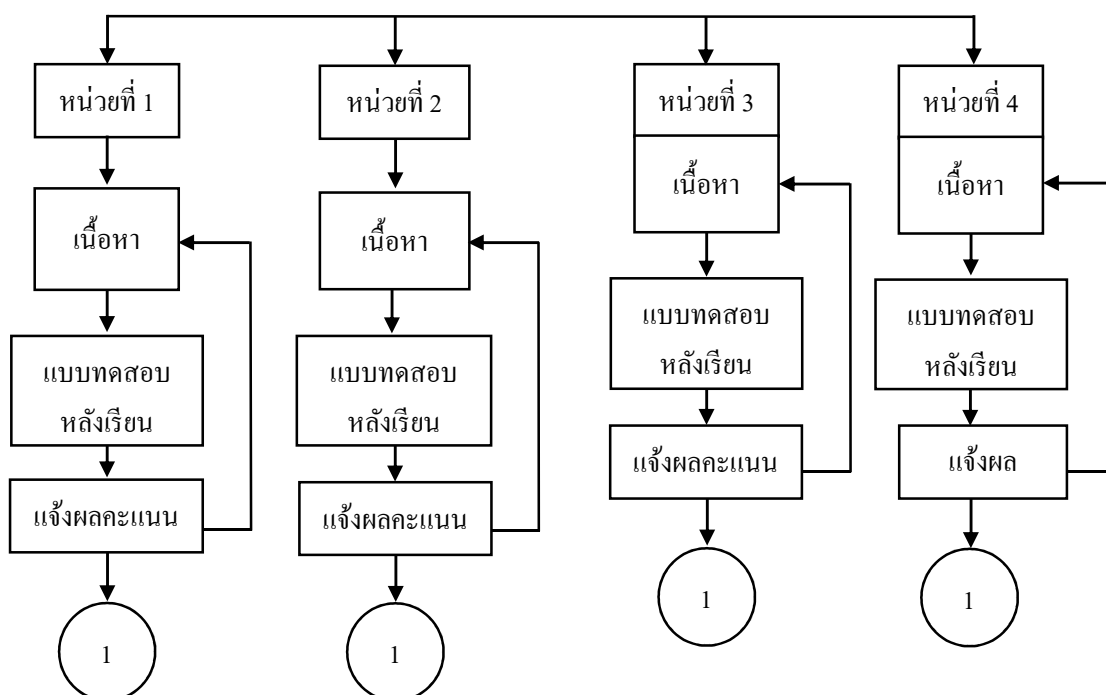 หน่วยที่ 1
เนื้อหา
แบบทดสอบ
หลังเรียน
แจ้งผลคะแนน
1
หน่วยที่ 2
เนื้อหา
แบบทดสอบ
หลังเรียน
แจ้งผลคะแนน
1
หน่วยที่ 3
เนื้อหา
แบบทดสอบ
หลังเรียน
แจ้งผลคะแนน
1
หน่วยที่ 4
เนื้อหา
แบบทดสอบ
หลังเรียน
แจ้งผล
1